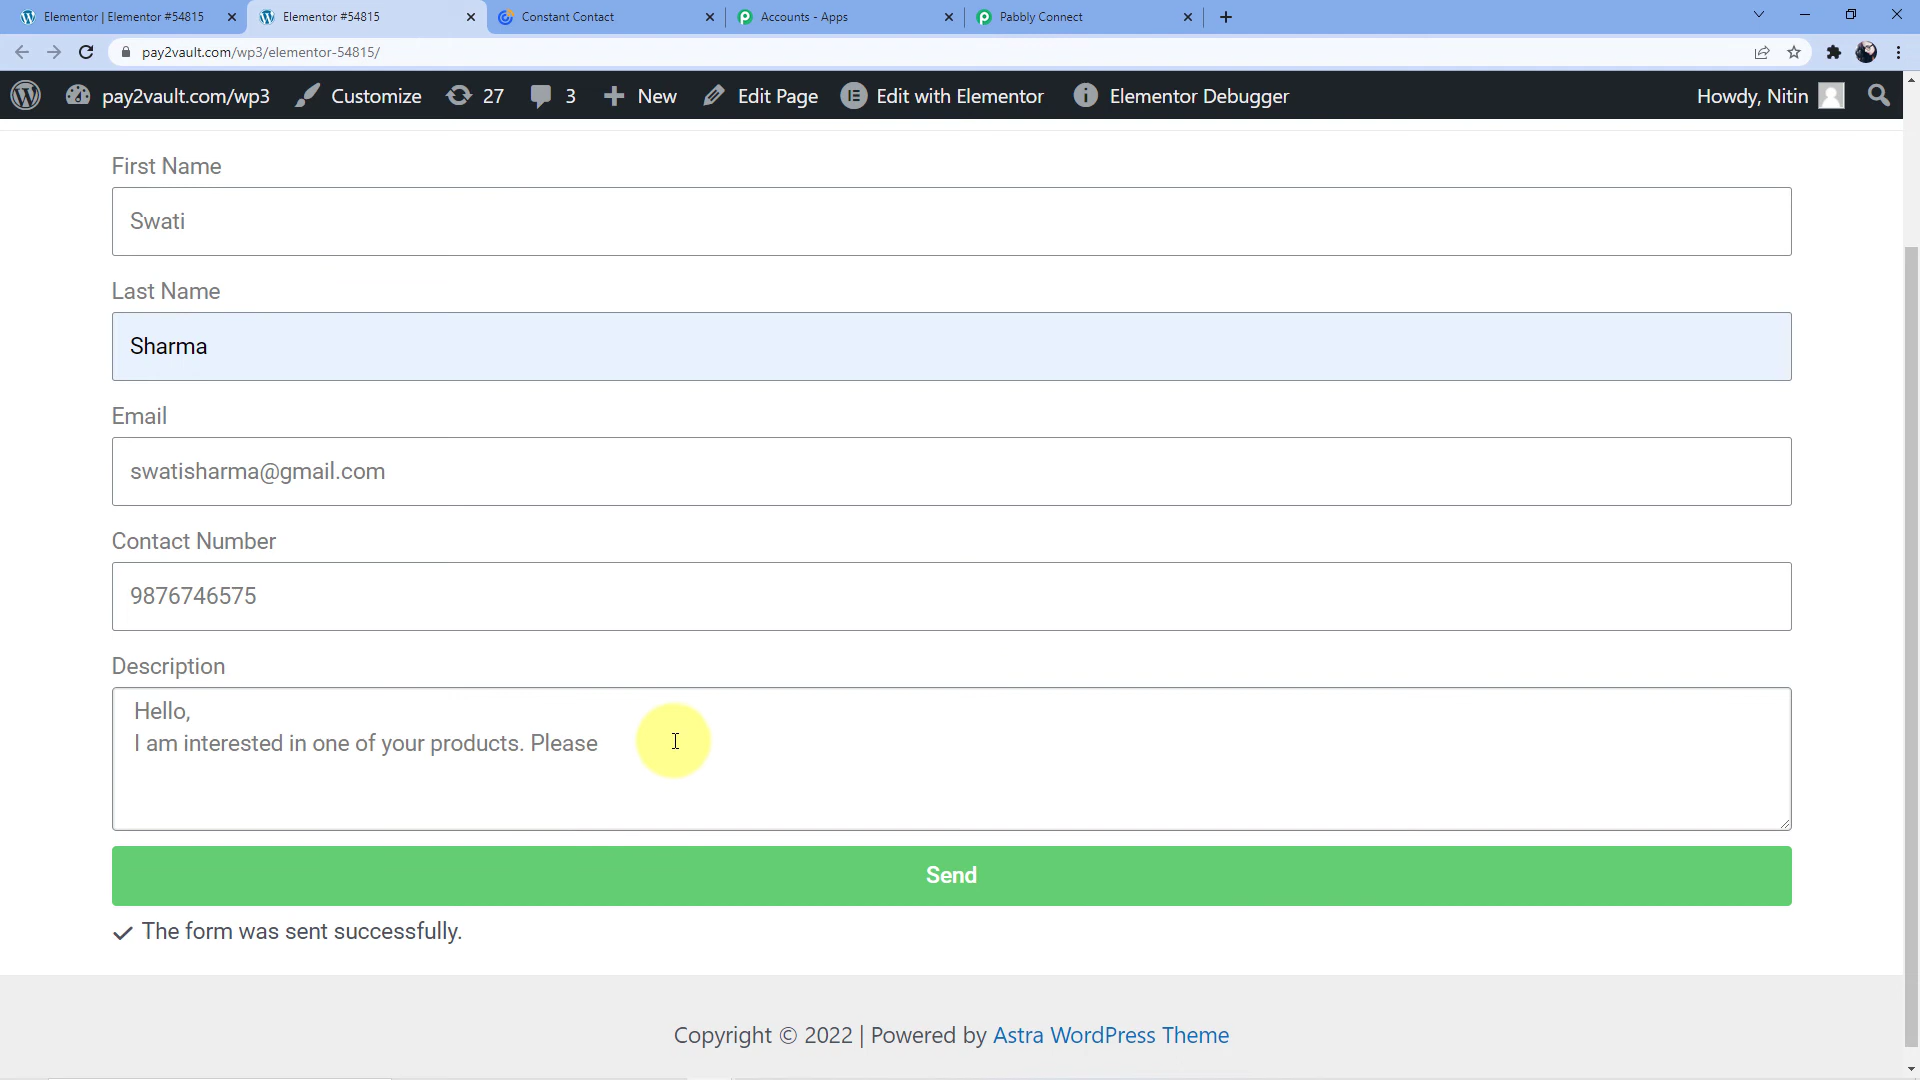 Elementor | Elementor #54815
Elementor #54815
Constant Contact
Accounts - Apps
Pabbly Connect
pay2vault.com/wp3/elementor-54815/
pay2vault.com/wp3
Customize
27
3
New
Edit Page
Edit with Elementor
Elementor Debugger
Howdy, Nitin
First Name
Swati
Last Name
Sharma
Email
swatisharma@gmail.com
Contact Number
9876746575
Description
Hello,
I am interested in one of your products. Please
Send
The form was sent successfully.
Copyright © 2022 | Powered by Astra WordPress Theme